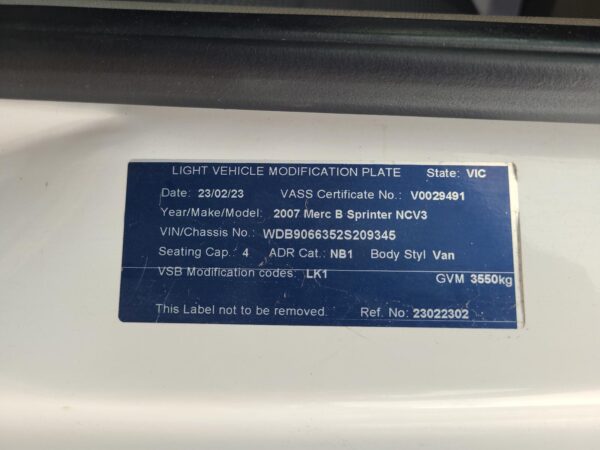 LIGHT VEHICLE MODIFICATION PLATE State: VIC
Date: 23/02/23 VASS Certificate No.: V0029491
Year/Make/Model: 2007 Merc B Sprinter NCV3
VIN/Chassis No.: WDB9066352S209345
Seating Cap.: 4 ADR Cat.: NB1 Body Styl Van
VSB Modification codes: LK1 GVM 3550kg
This Label not to be removed. Ref. No: 23022302